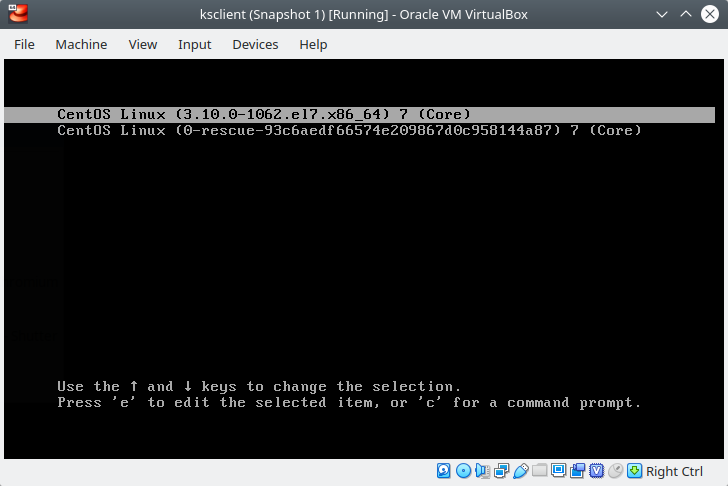 ksclient (Snapshot 1) [Running] - Oracle VM VirtualBox
File Machine View Input Devices Help
CentOS Linux (3.10.0-1062.el7.x86_64) 7 (Core)
CentOS Linux (0-rescue-93c6aedf66574e209867d0c958144a87) 7 (Core)
Use the ↑ and ↓ keys to change the selection.
Press 'e' to edit the selected item, or 'c' for a command prompt.
Right Ctrl